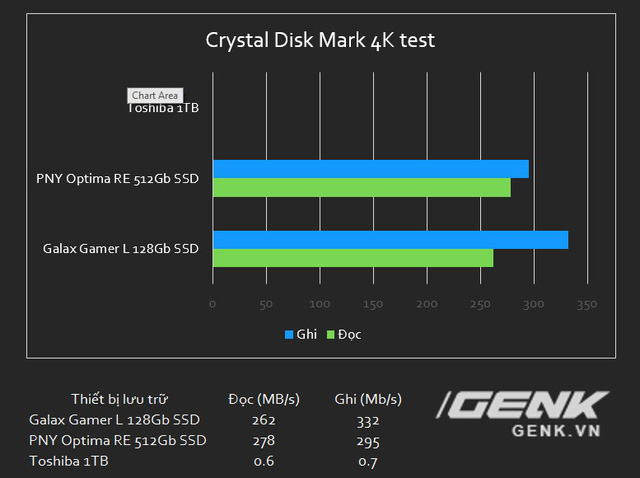 Crystal Disk Mark 4K test
Chart Area
Toshiba 1TB
PNY Optima RE 512Gb SSD
Galax Gamer L 128Gb SSD
0 50 100 150 200 250 300 350
Ghi Đọc
Thiết bị lưu trữ Đọc (MB/s) Ghi (Mb/s)
Galax Gamer L 128Gb SSD 262 332
PNY Optima RE 512Gb SSD 278 295
Toshiba 1TB 0.6 0.7
GENK
GENK.VN